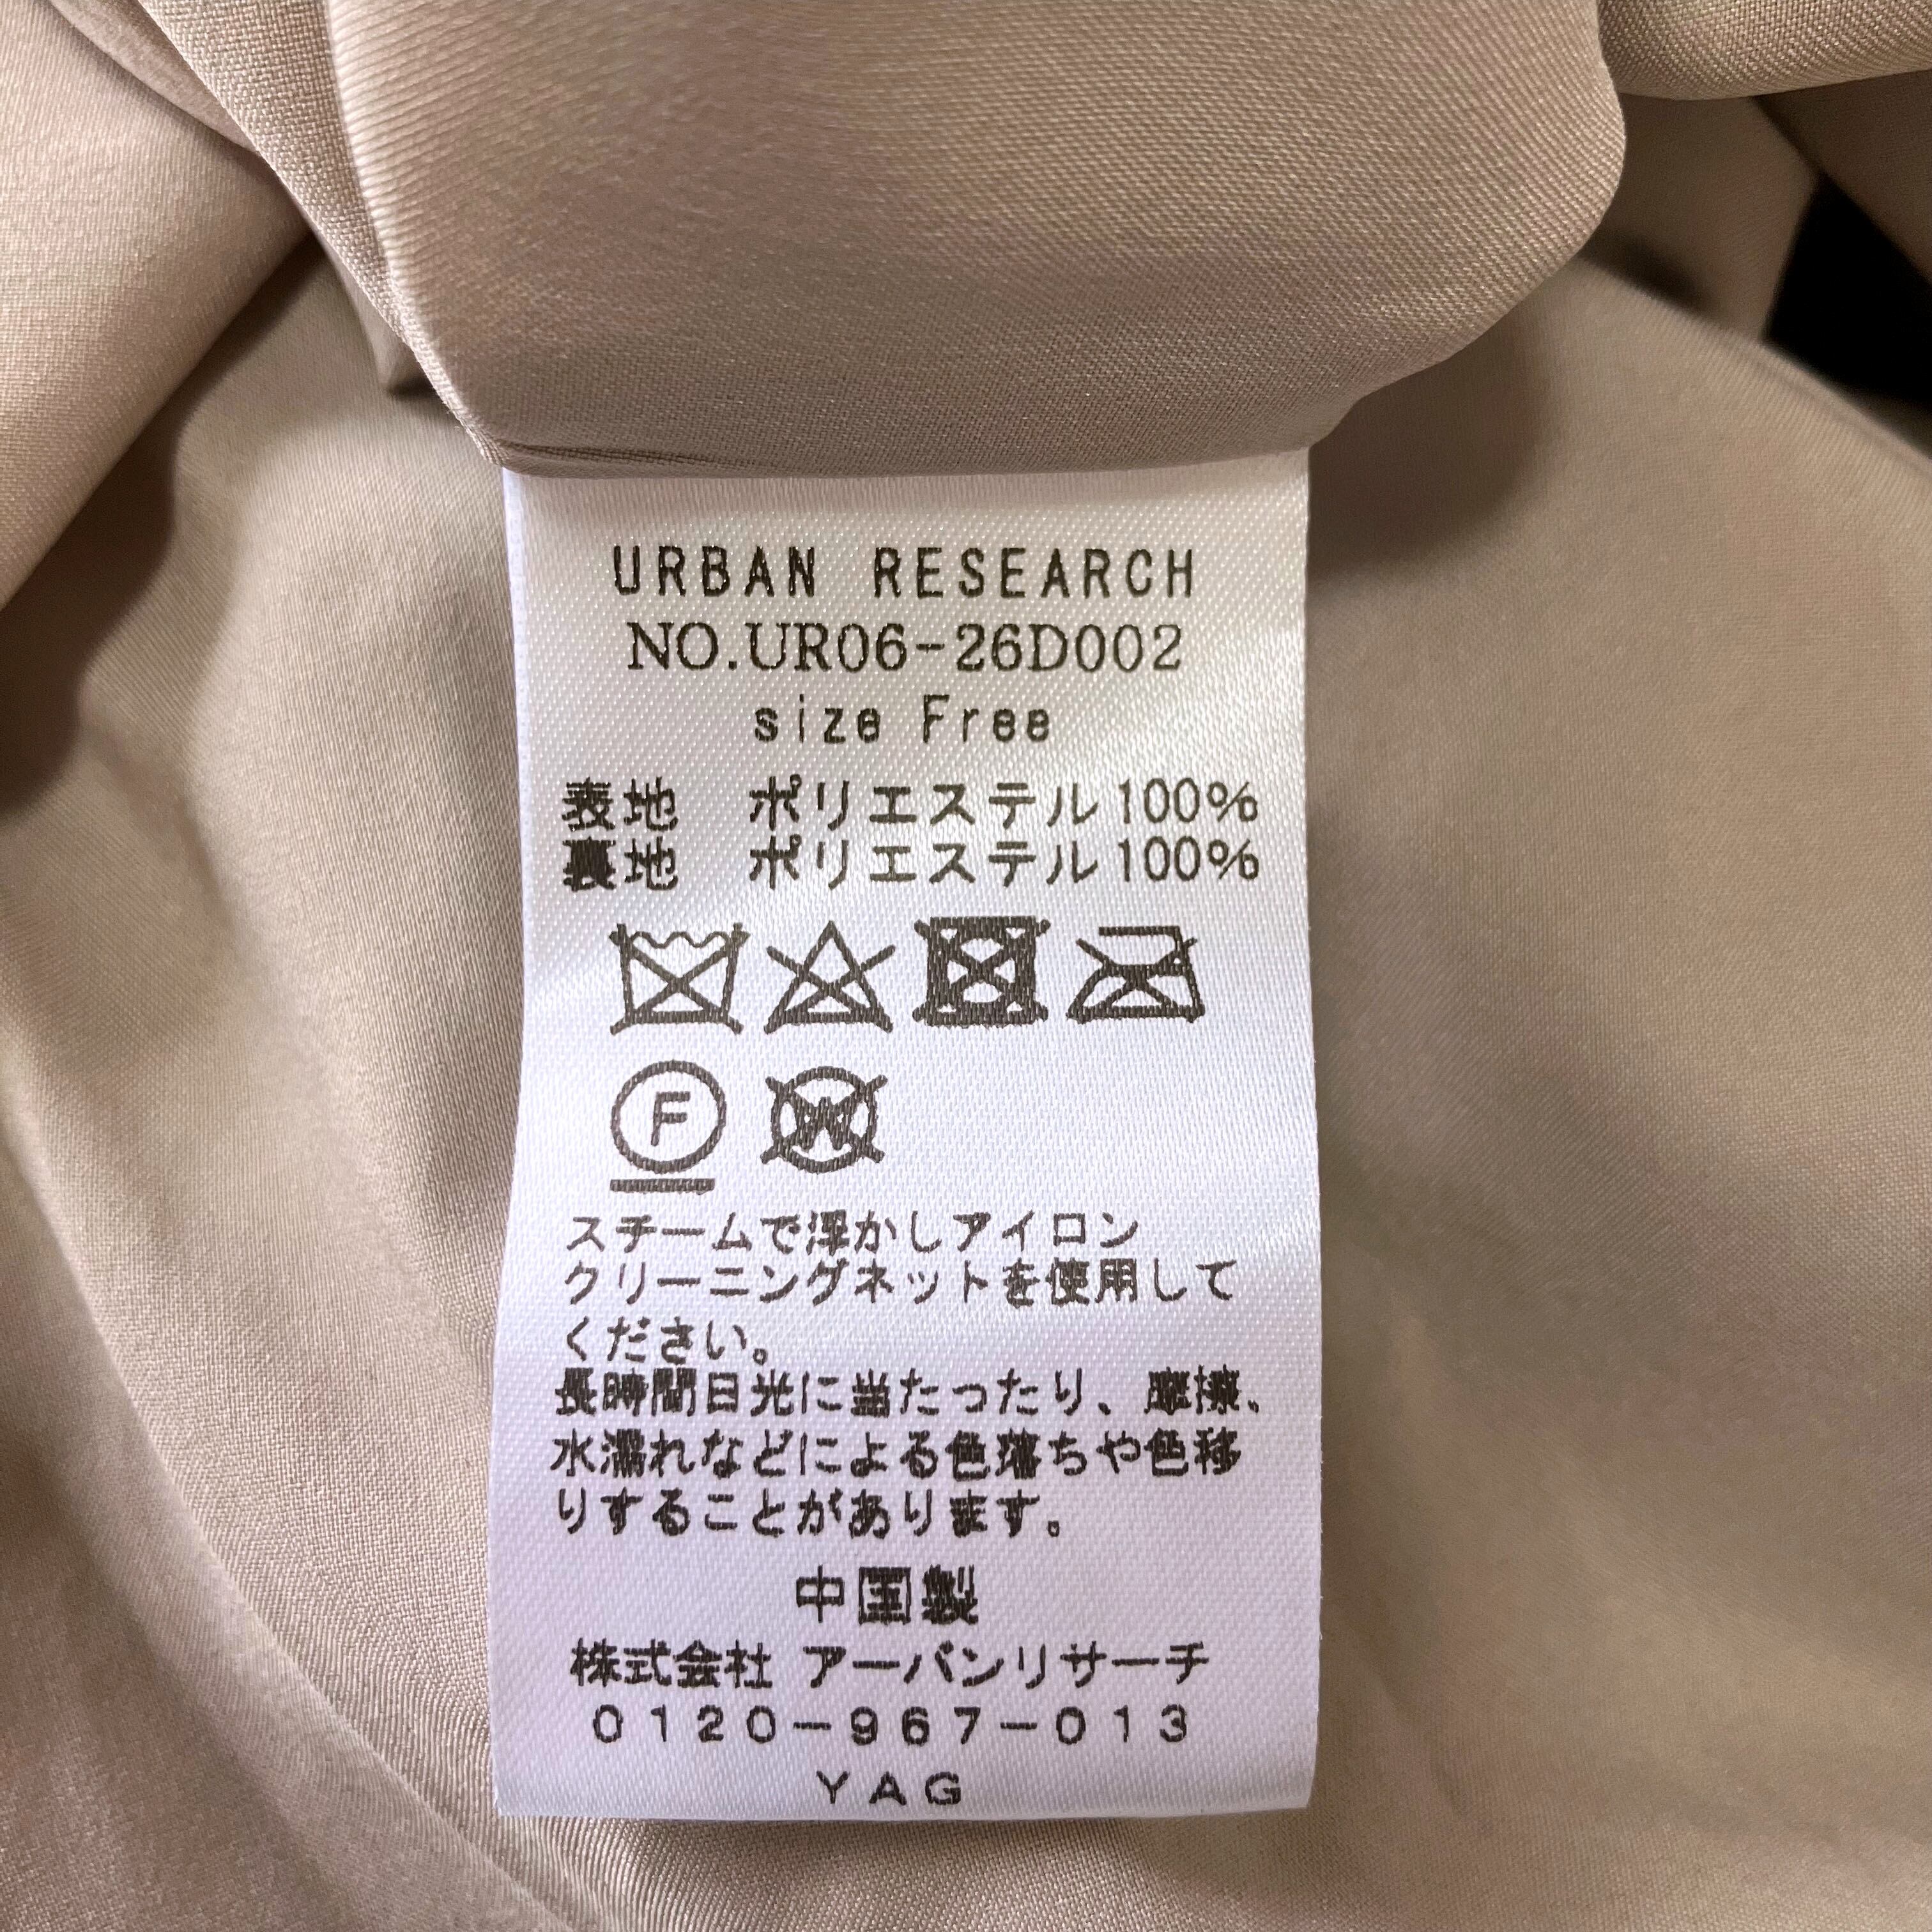 URBAN RESEARCH
NO.UR06-26D002
size Free
表地 ポリエステル100%
裏地 ポリエステル100%
F
W
スチームで浮かしアイロン
クリーニングネットを使用して
ください。
長時間日光に当たったり、摩擦、
水濡れなどによる色落ちや色移
りすることがあります。
中国製
株式会社 アーバンリサーチ
0120-967-013
YAG